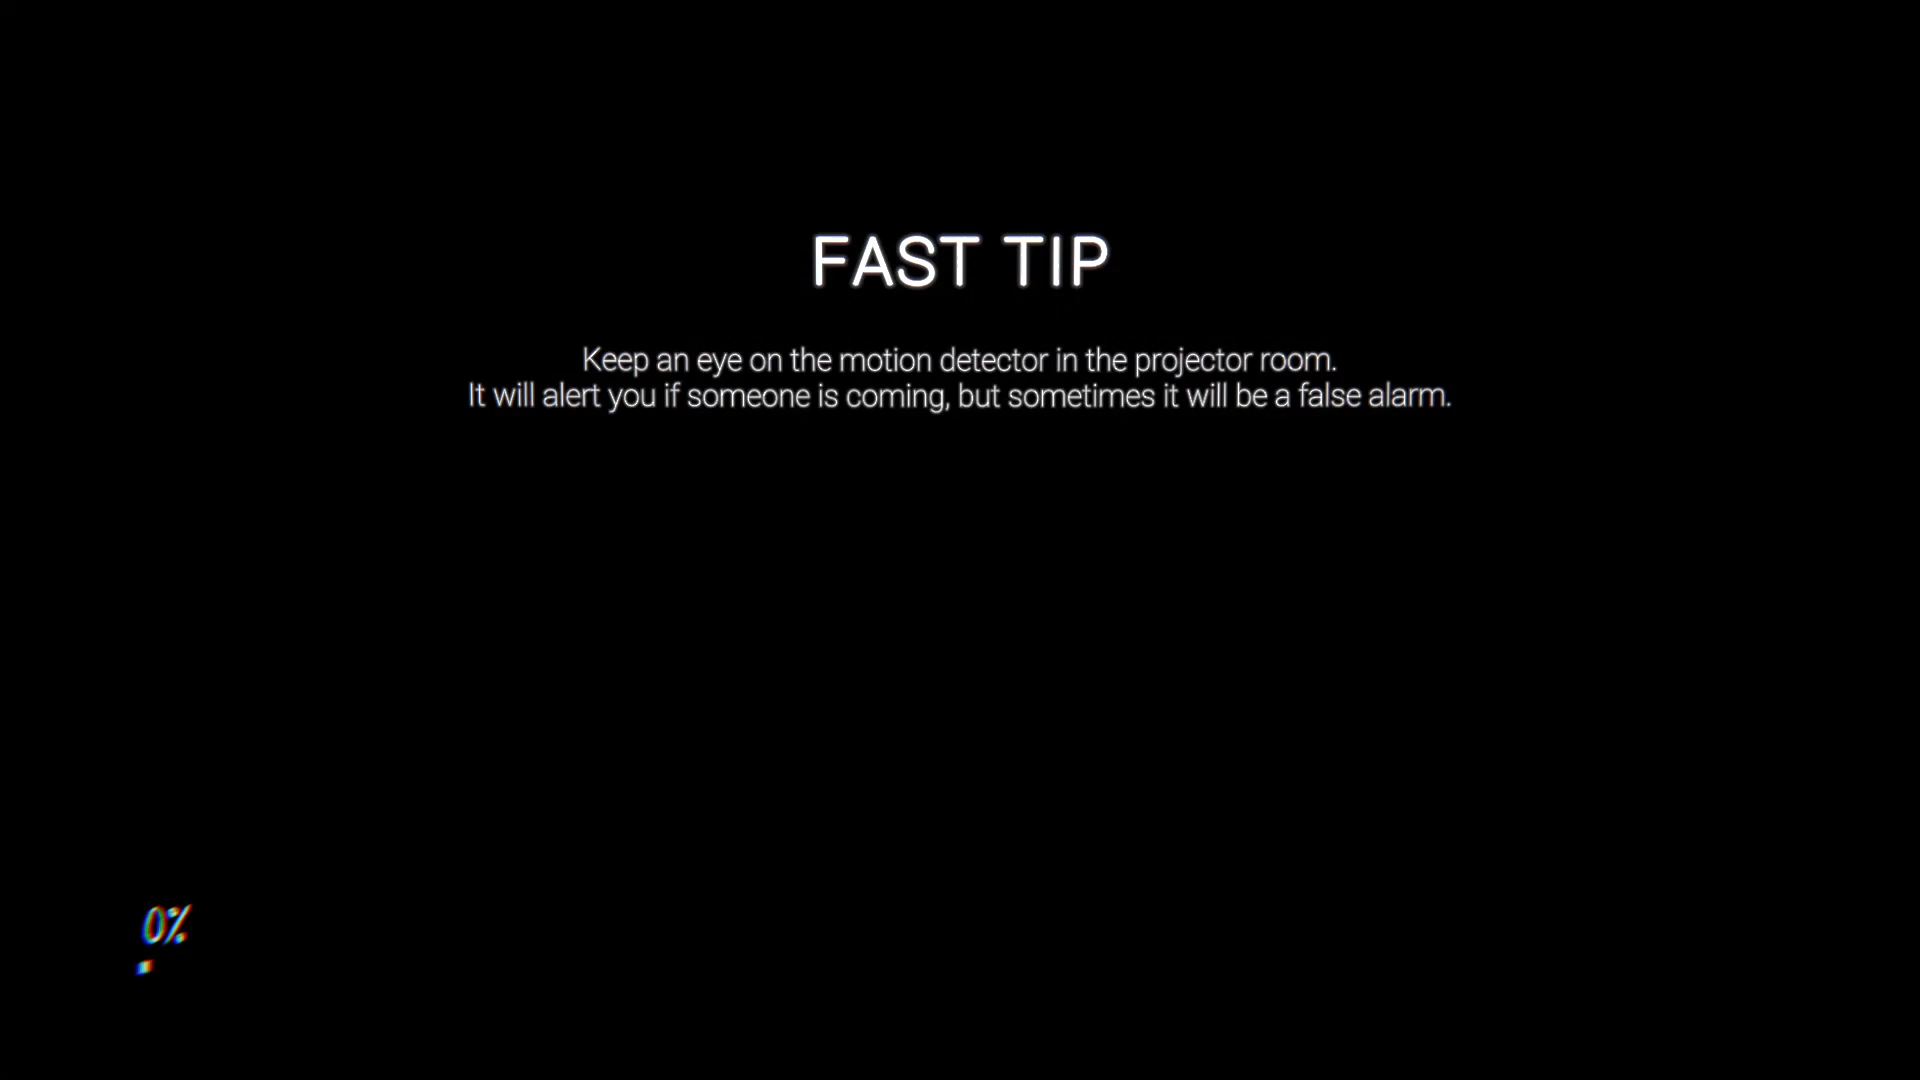 FAST TIP
Keep an eye on the motion detector in the projector room.
It will alert you if someone is coming, but sometimes it will be a false alarm.
0%